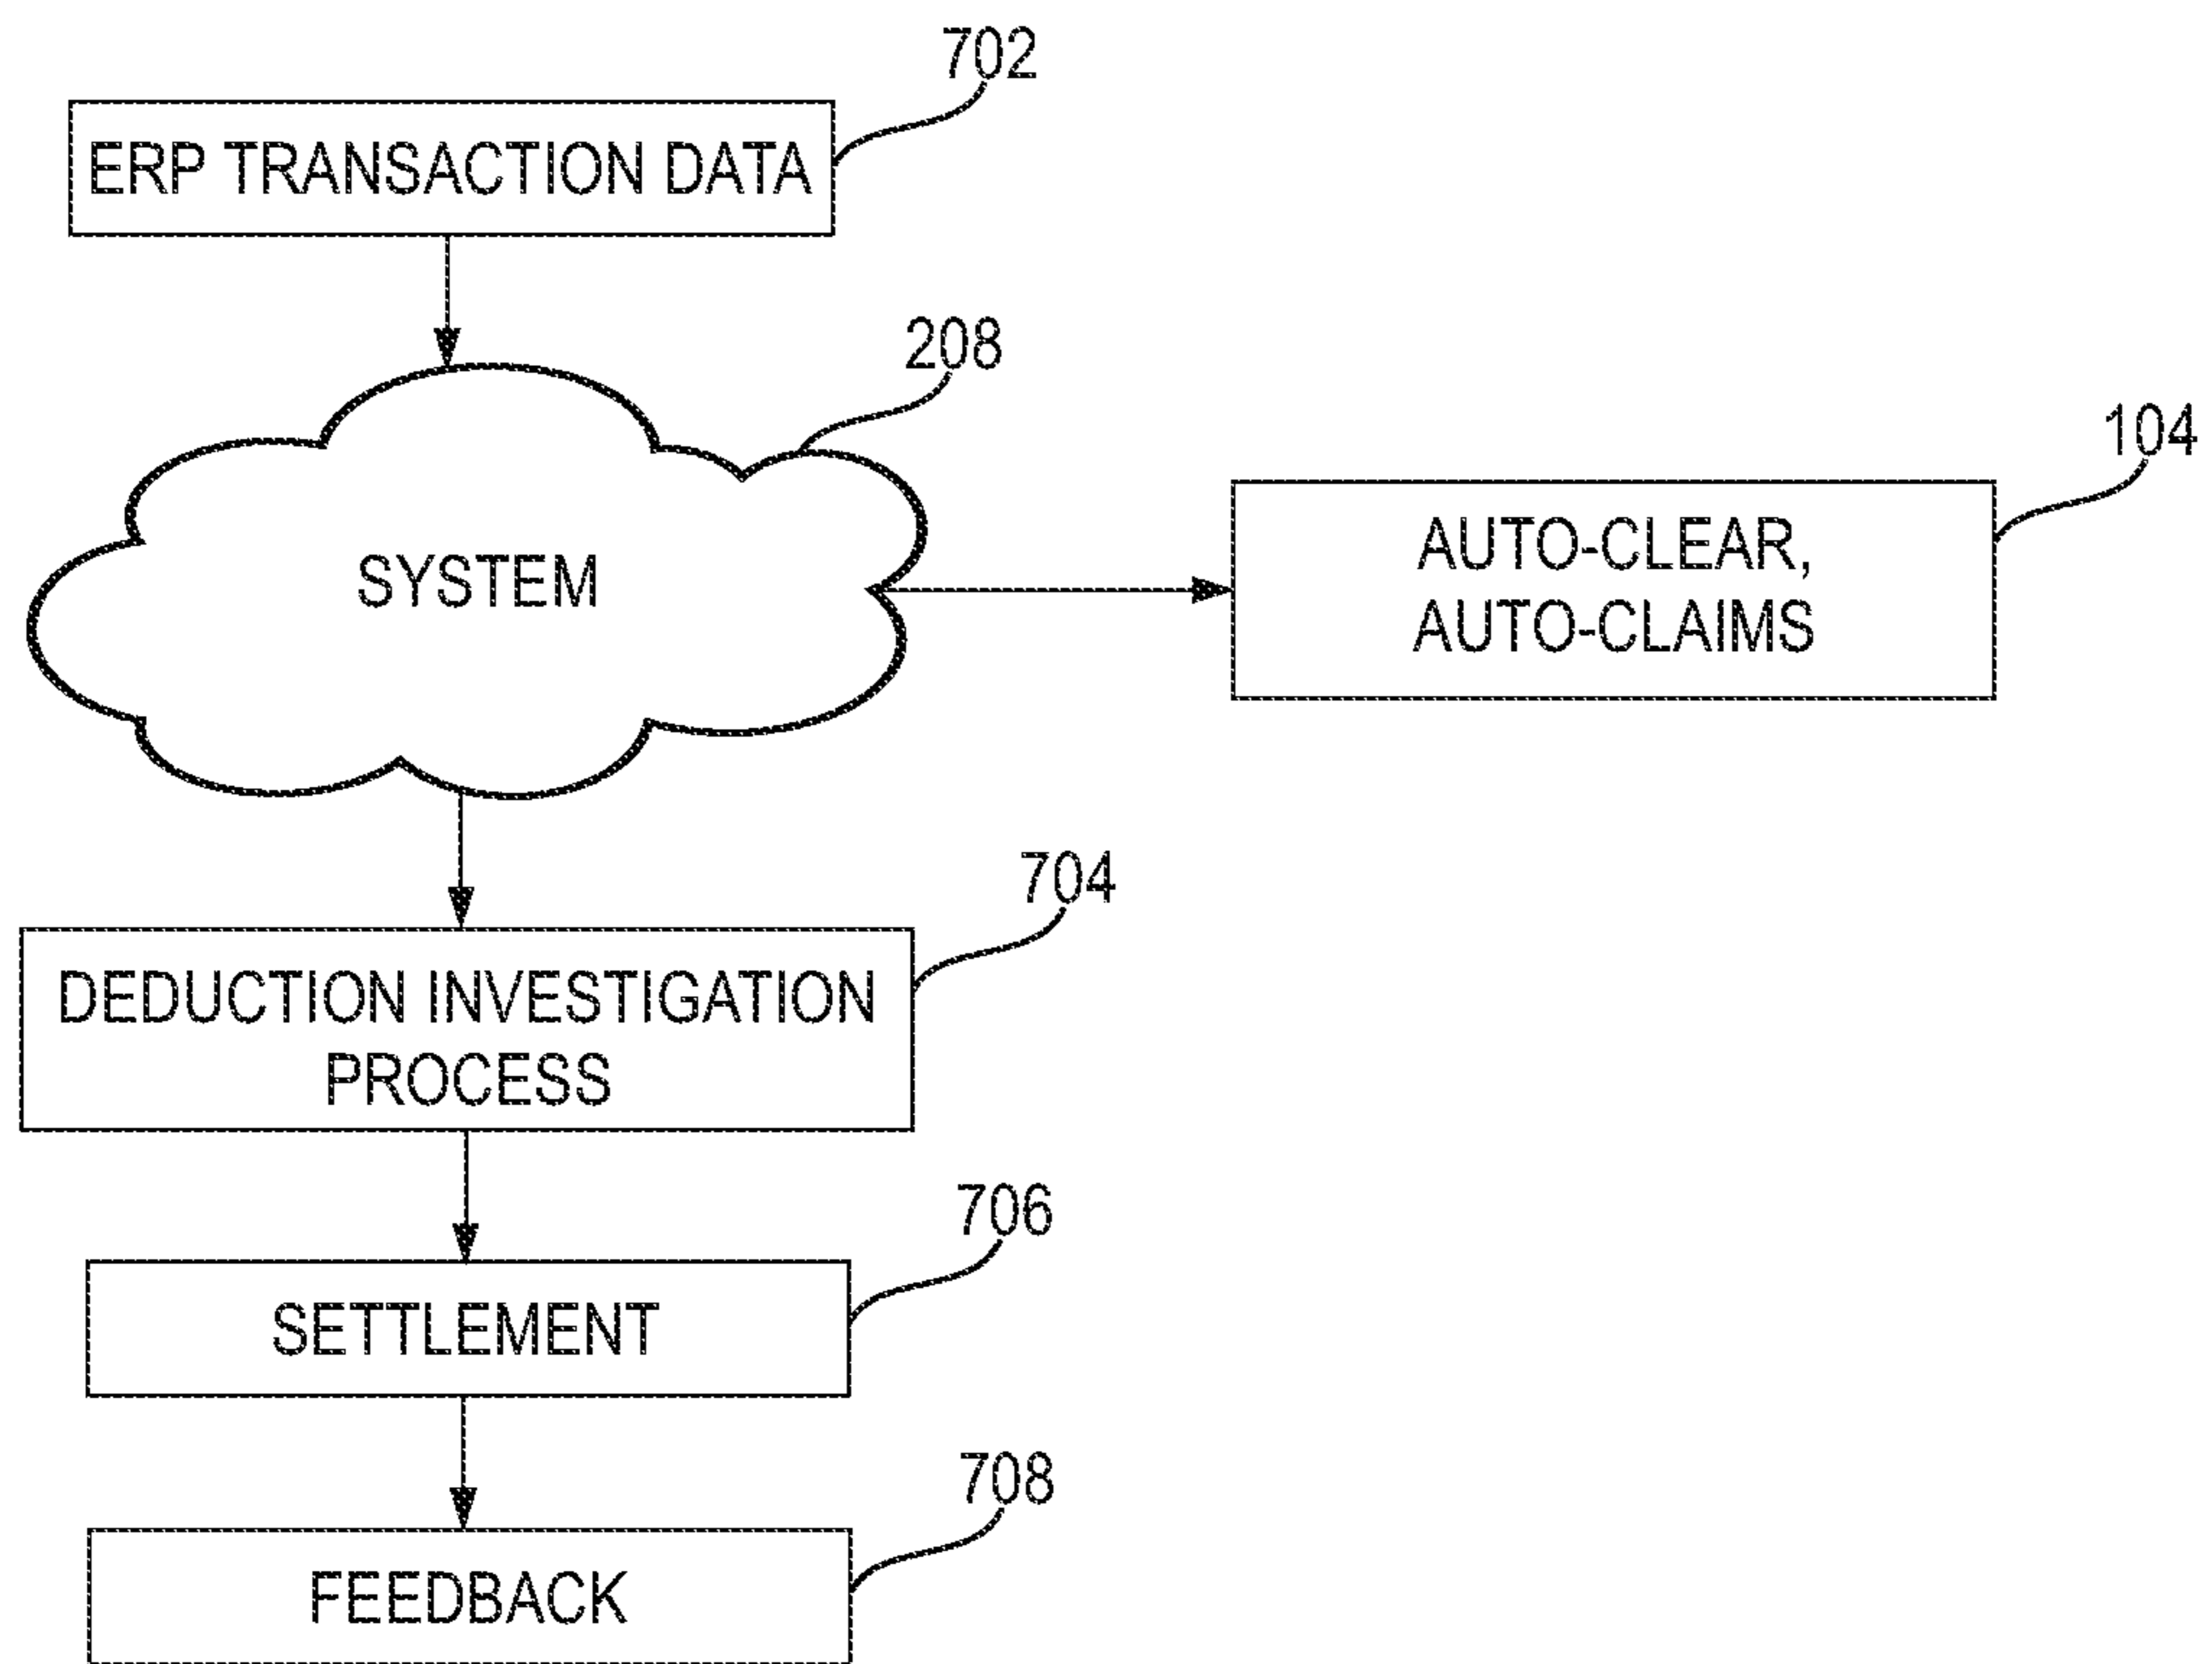 702
ERP TRANSACTION DATA
208
SYSTEM
104
AUTO-CLEAR,
AUTO-CLAIMS
704
DEDUCTION INVESTIGATION
PROCESS
706
SETTLEMENT
708
FEEDBACK